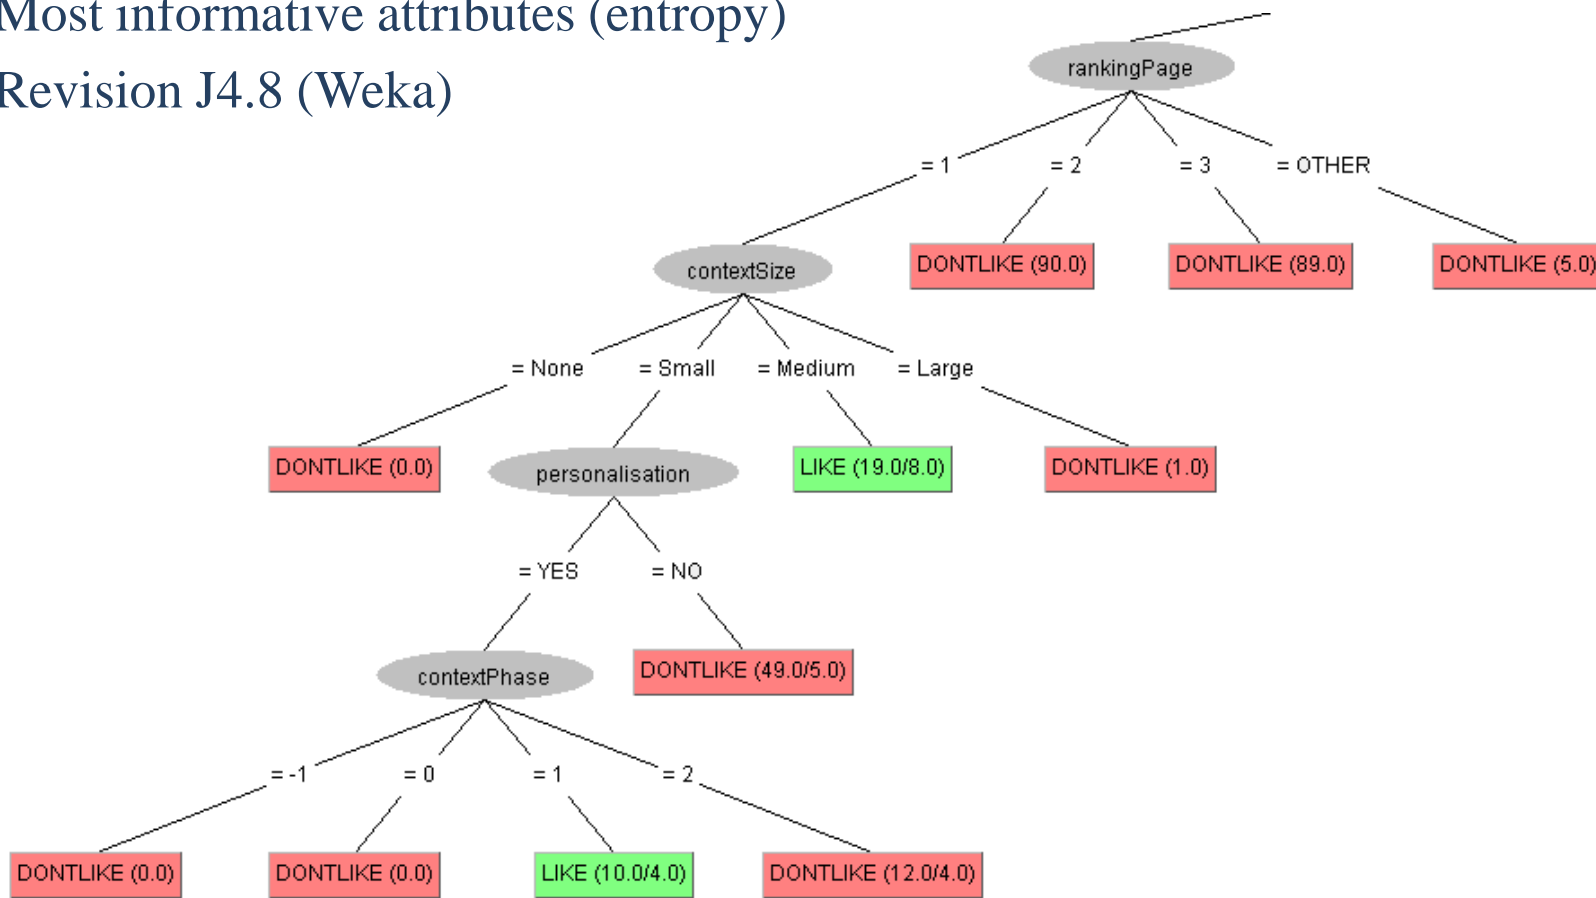 Most informative attributes (entropy)
Revision J4.8 (Weka)
rankingPage
= 1
= 2
= 3
= OTHER
contextSize
DONTLIKE (90.0)
DONTLIKE (89.0)
DONTLIKE (5.0)
= None
= Small
= Medium
= Large
DONTLIKE (0.0)
personalisation
LIKE (19.0/8.0)
DONTLIKE (1.0)
= YES
= NO
contextPhase
DONTLIKE (49.0/5.0)
= -1
= 0
= 1
= 2
DONTLIKE (0.0)
DONTLIKE (0.0)
LIKE (10.0/4.0)
DONTLIKE (12.0/4.0)